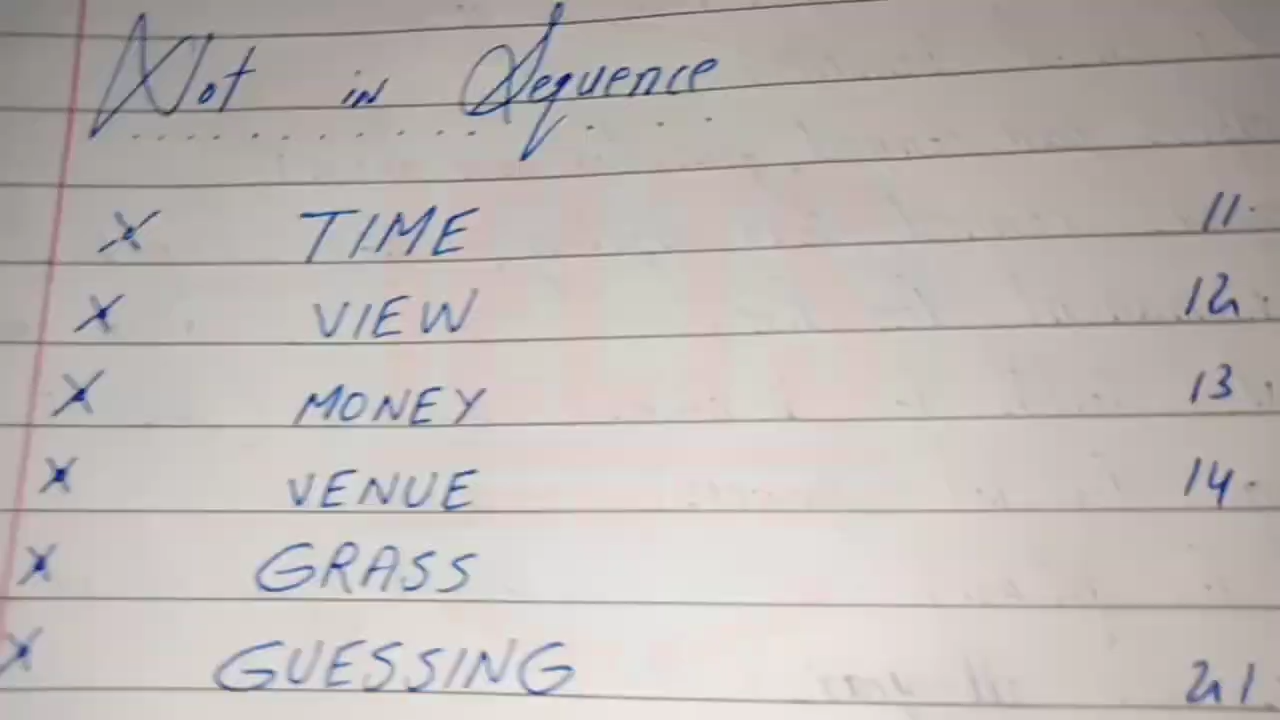 Not in Sequence
x TIME 11.
x VIEW 12.
x MONEY 13.
x VENUE 14.
x GRASS
x GUESSING 21.